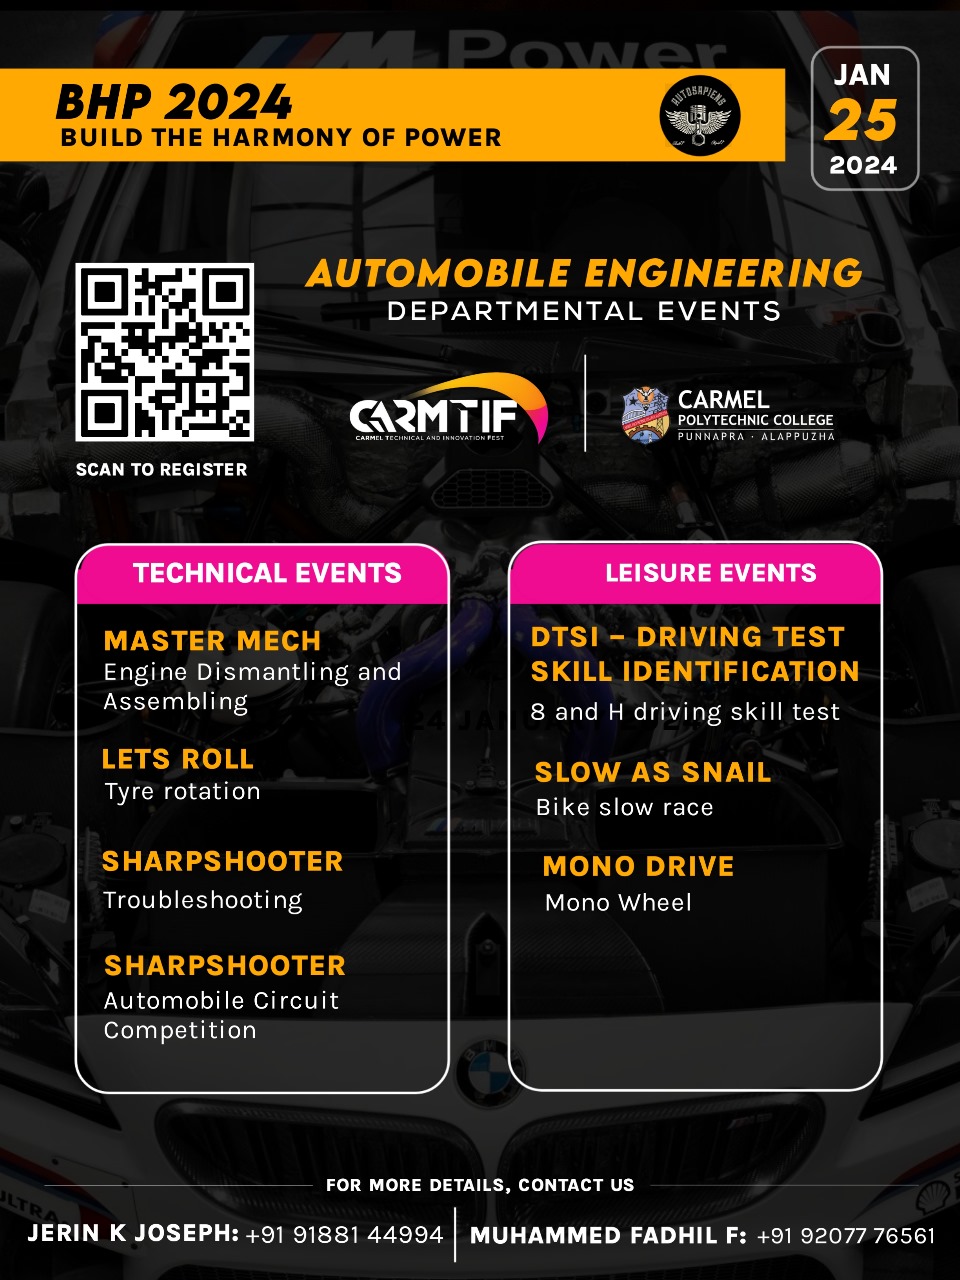 M Power
BHP 2024
BUILD THE HARMONY OF POWER
AUTOSAPIENS
JAN
25
2024
AUTOMOBILE ENGINEERING
DEPARTMENTAL EVENTS
SCAN TO REGISTER
CARMTIF
CARMEL TECHNICAL AND INNOVATION FEST
CARMEL
POLYTECHNIC COLLEGE
PUNNAPRA · ALAPPUZHA
TECHNICAL EVENTS
MASTER MECH
Engine Dismantling and
Assembling
LETS ROLL
Tyre rotation
SHARPSHOOTER
Troubleshooting
SHARPSHOOTER
Automobile Circuit
Competition
LEISURE EVENTS
DTSI – DRIVING TEST
SKILL IDENTIFICATION
8 and H driving skill test
SLOW AS SNAIL
Bike slow race
MONO DRIVE
Mono Wheel
BMW
FOR MORE DETAILS, CONTACT US
JERIN K JOSEPH: +91 91881 44994
MUHAMMED FADHIL F: +91 92077 76561